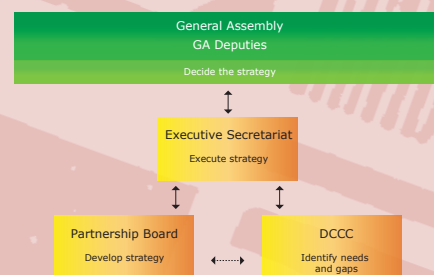 General Assembly
GA Deputies
Decide the strategy
Executive Secretariat
Execute strategy
Partnership Board
Develop strategy
DCCC
Identify needs
and gaps